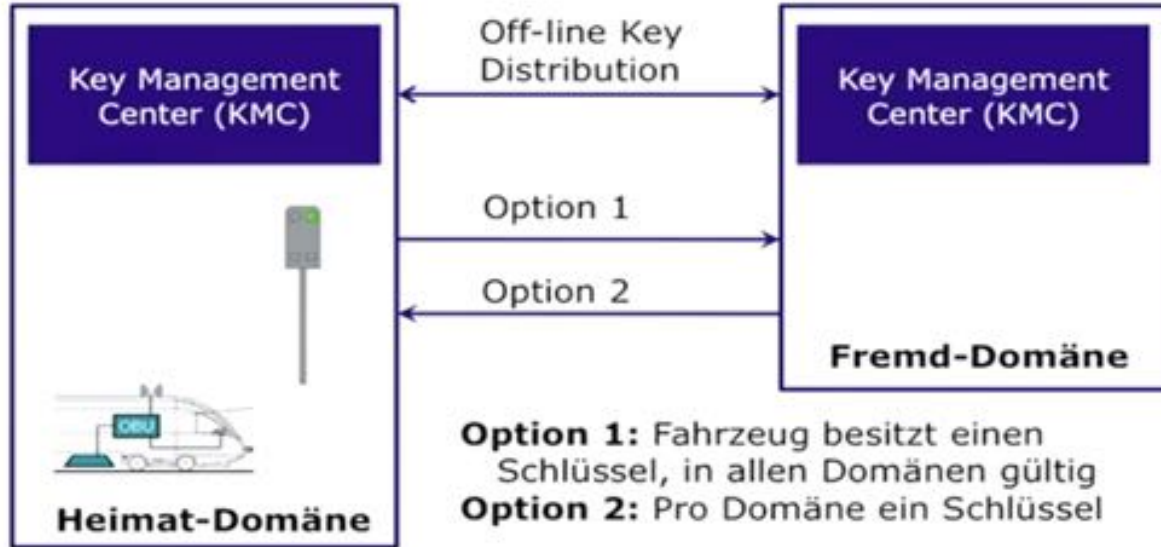 Key Management
Center (KMC)
Off-line Key
Distribution
Key Management
Center (KMC)
Option 1
Option 2
OBU
Heimat-Domäne
Fremd-Domäne
Option 1: Fahrzeug besitzt einen
Schlüssel, in allen Domänen gültig
Option 2: Pro Domäne ein Schlüssel